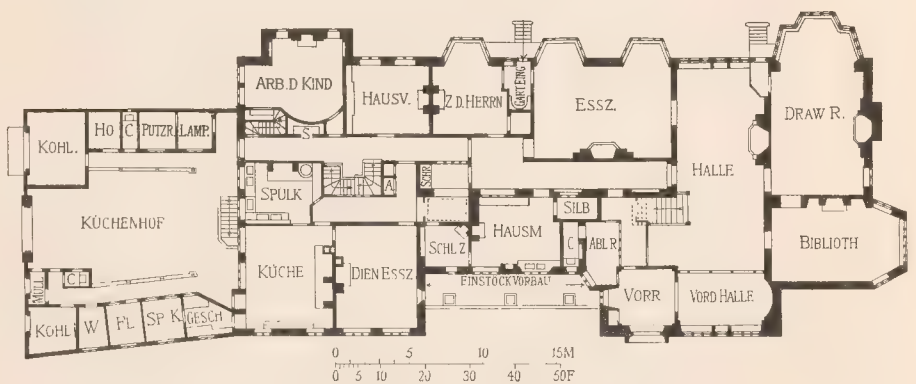 ARB. D KIND
HAUSV.
Z. D. HERRN
GART EING
ESSZ.
DRAW R.
KOHL.
HO
C
PUTZR.
LAMP.
S
HALLE
SPÜLK
A
SCHR
KÜCHENHOF
SILB
HAUSM
C
ABL R
BIBLIOTH
SCHL Z
KÜCHE
DIEN ESSZ
MÜLL
C
EINSTOCK VORBAU
VORR
VORD HALLE
KOHL
W
FL
SP K
GESCH
0 5 10 15M
0 5 10 20 30 40 50F